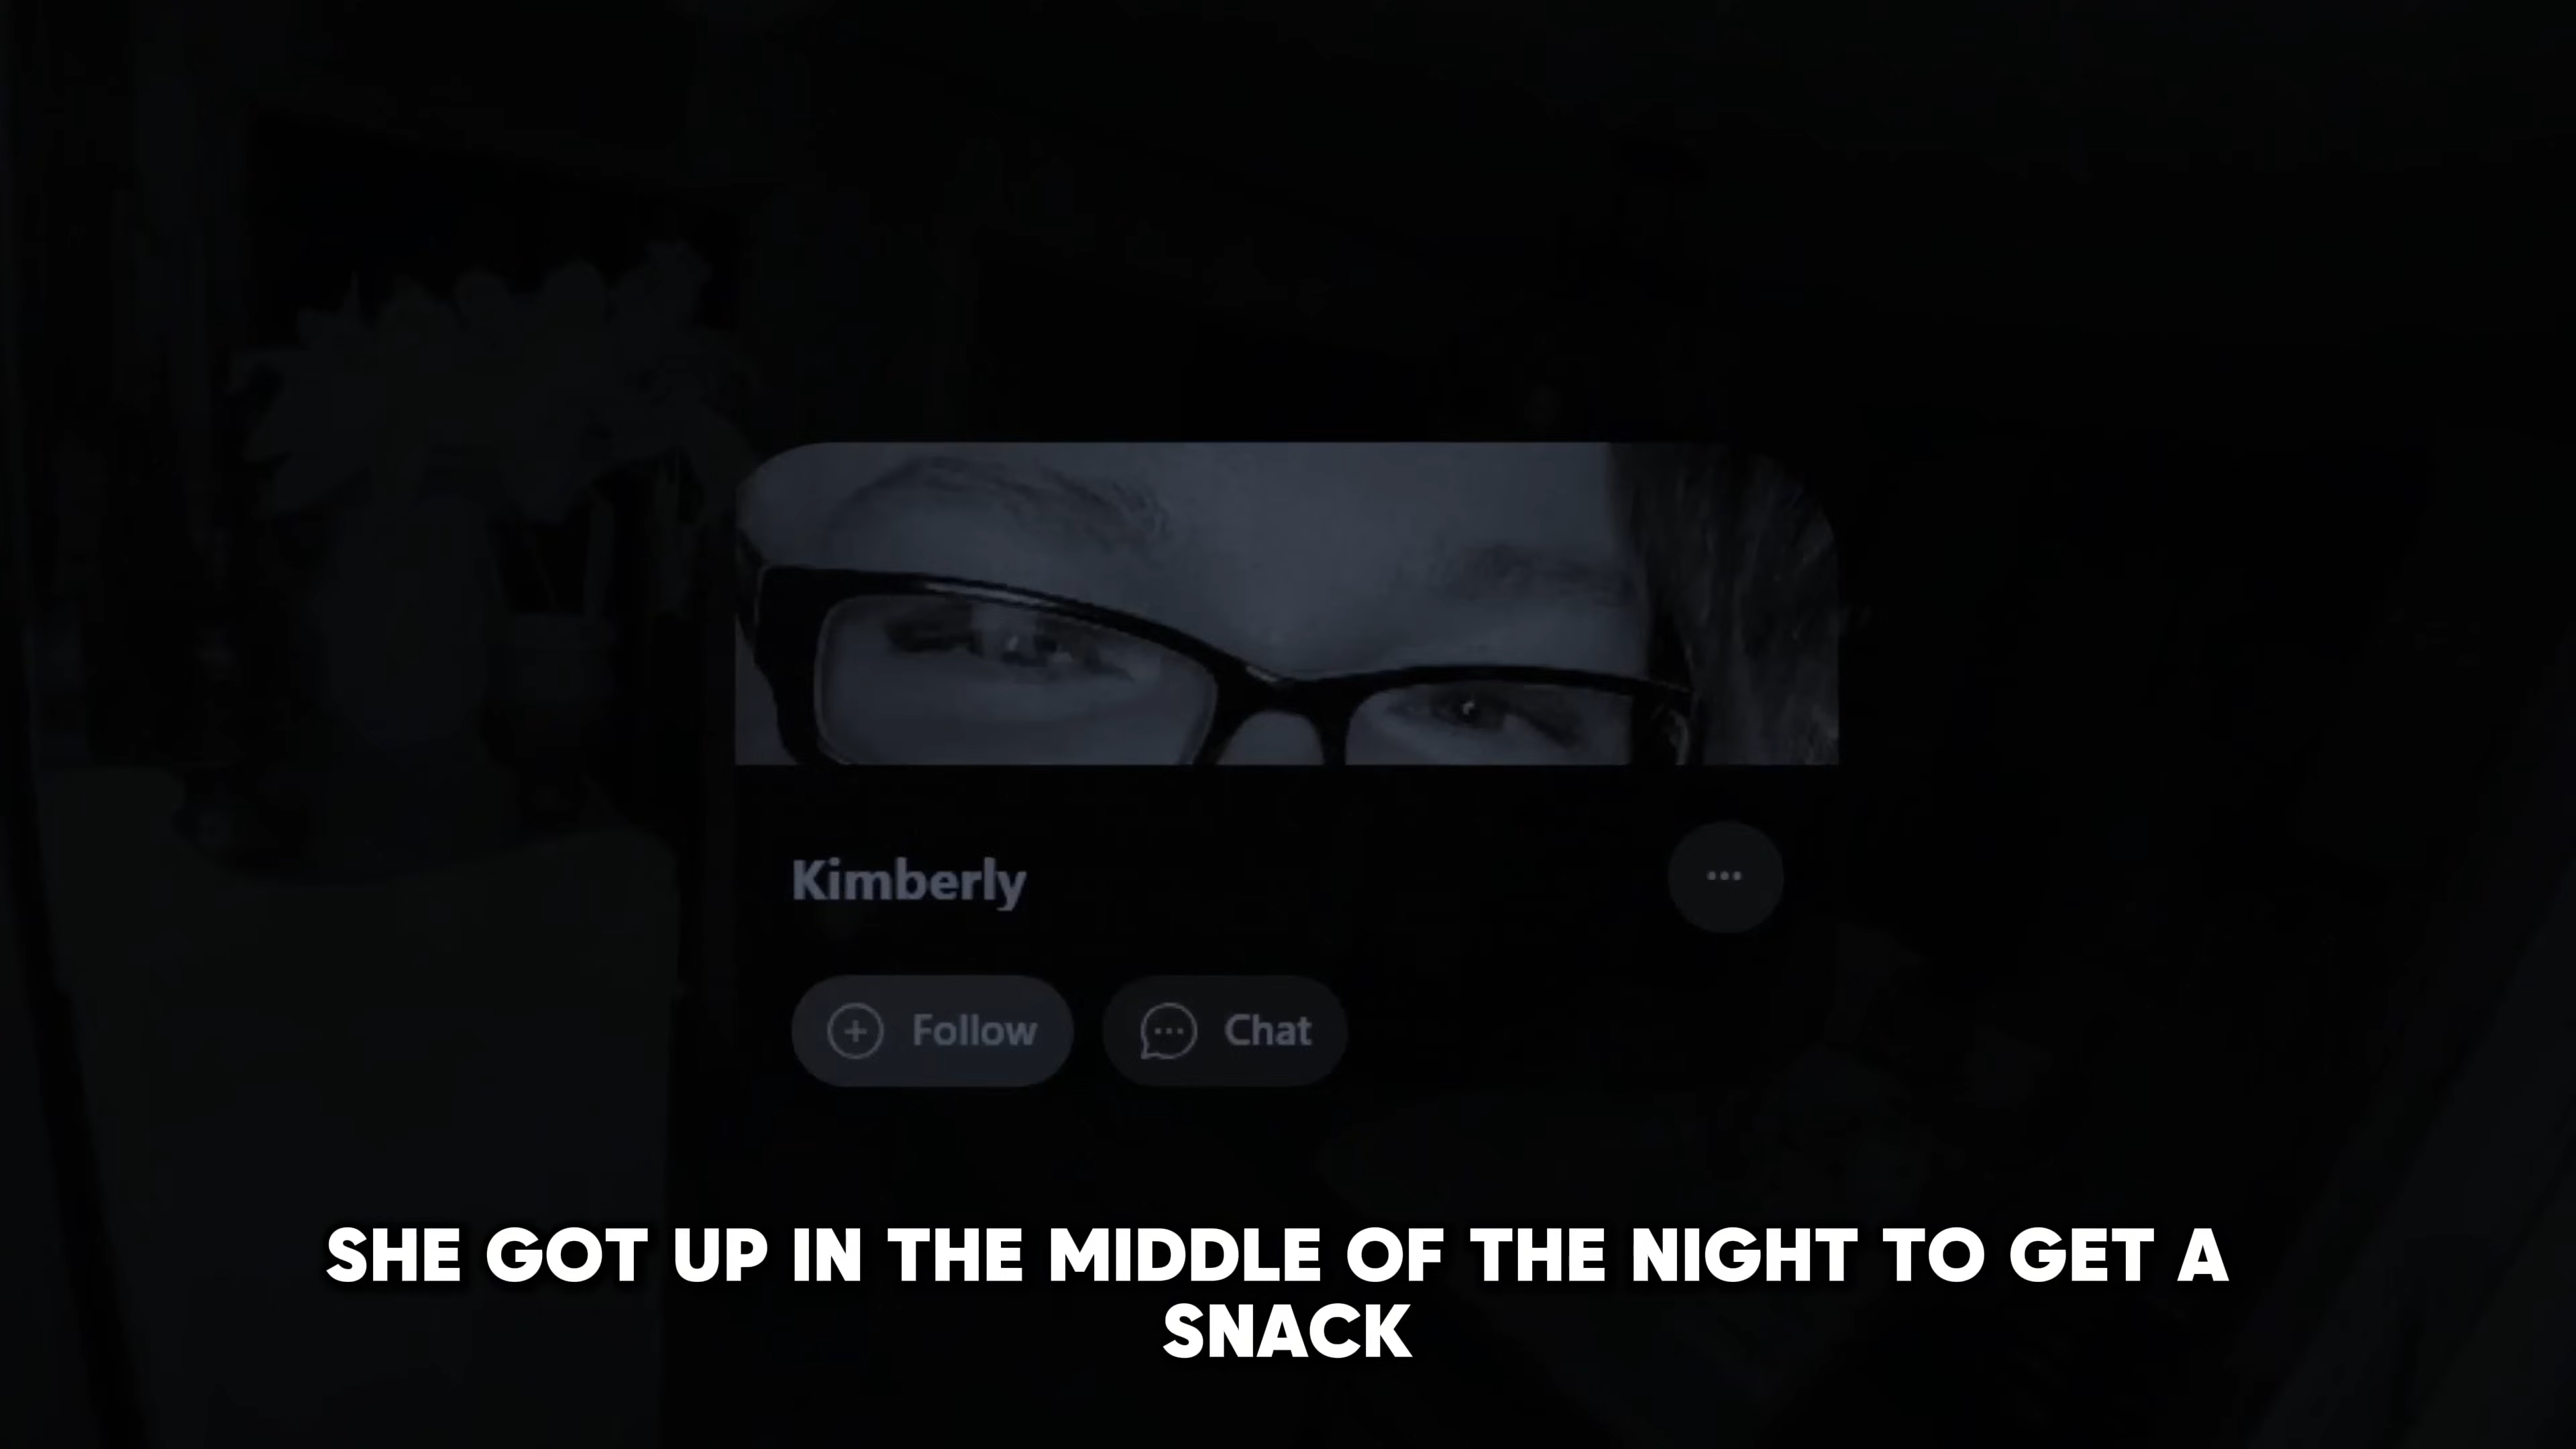 Kimberly
Follow
Chat
SHE GOT UP IN THE MIDDLE OF THE NIGHT TO GET A
SNACK